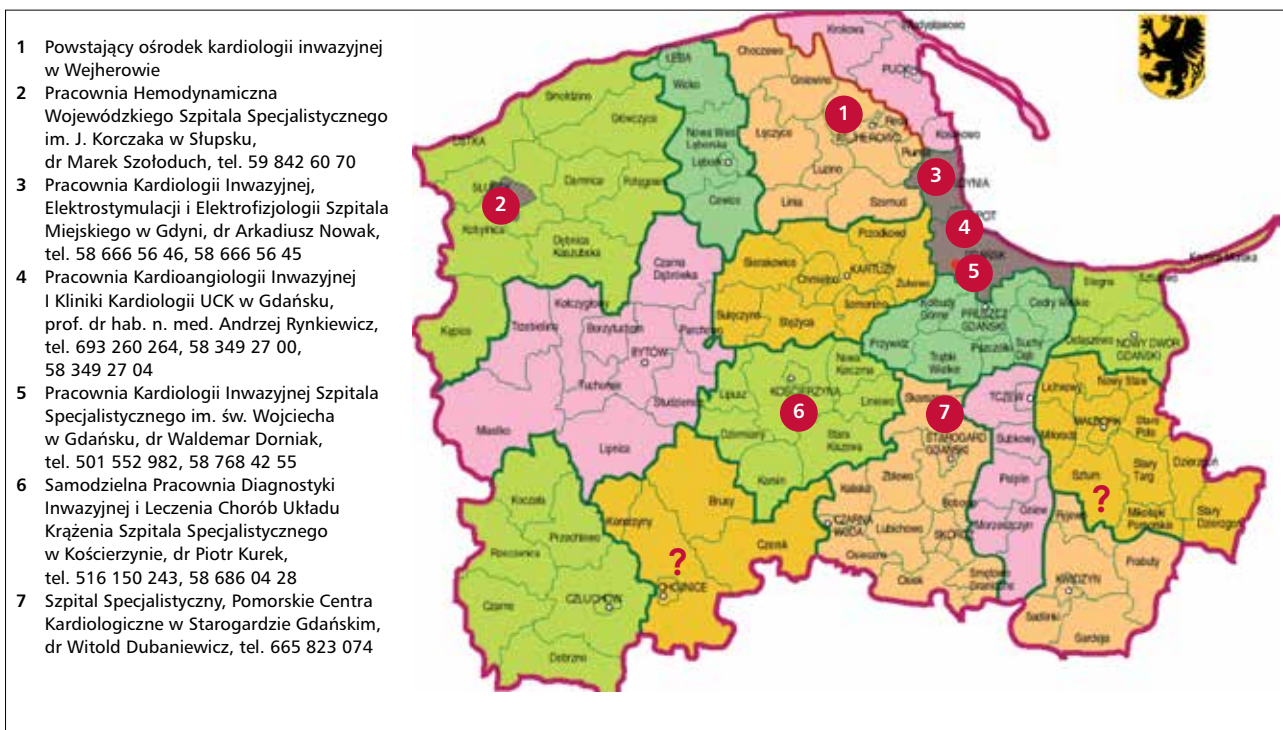 1 Powstający ośrodek kardiologii inwazyjnej
w Wejherowie
2 Pracownia Hemodynamiczna
Wojewódzkiego Szpitala Specjalistycznego
im. J. Korczaka w Słupsku,
dr Marek Szołoduch, tel. 59 842 60 70
3 Pracownia Kardiologii Inwazyjnej,
Elektrostymulacji i Elektrofizjologii Szpitala
Miejskiego w Gdyni, dr Arkadiusz Nowak,
tel. 58 666 56 46, 58 666 56 45
4 Pracownia Kardioangiologii Inwazyjnej
I Kliniki Kardiologii UCK w Gdańsku,
prof. dr hab. n. med. Andrzej Rynkiewicz,
tel. 693 260 264, 58 349 27 00,
58 349 27 04
5 Pracownia Kardiologii Inwazyjnej Szpitala
Specjalistycznego im. św. Wojciecha
w Gdańsku, dr Waldemar Dorniak,
tel. 501 552 982, 58 768 42 55
6 Samodzielna Pracownia Diagnostyki
Inwazyjnej i Leczenia Chorób Układu
Krążenia Szpitala Specjalistycznego
w Kościerzynie, dr Piotr Kurek,
tel. 516 150 243, 58 686 04 28
7 Szpital Specjalistyczny, Pomorskie Centra
Kardiologiczne w Starogardzie Gdańskim,
dr Witold Dubaniewicz, tel. 665 823 074
Krokowa
Choczewo
ŁEBA
PUCK
Gniewino
Wicko
Smołdzino
1
Główczyce
Łęczyce
Kosakowo
Nowa Wieś
Lęborska
Rumia
USTKA
Lębork
Luzino
3
Damnica
Potęgowo
2
Cewice
Linia
Szemud
4
Kobylnica
Przodkowo
Dębnica
Kaszubska
GDAŃSK
Czarna
Dąbrówka
Sierakowice
5
Chmielno
KARTUZY
Żukowo
Stegna
Kołczygłowy
Somonino
Kolbudy
Górne
Cedry Wielkie
Sulęczyno
Stężyca
PRUSZCZ
GDAŃSKI
Kępice
Trzebielino
Borzytuchom
Parchowo
Przywidz
Pszczółki
Suchy
Dąb
NOWY DWÓR
GDAŃSKI
BYTÓW
Nowa
Karczma
Trąbki
Wielkie
Tuchomie
KOŚCIERZYNA
Lichnowy
Nowy Staw
Lipusz
TCZEW
Studzienice
Liniewo
6
7
MALBORK
Miastko
Dziemiany
Stara
Kiszewa
STAROGARD
GDAŃSKI
Subkowy
Miłoradz
Stare
Pole
Lipnica
Zblewo
Dzierzgoń
Karsin
Kaliska
Pelplin
Sztum
Stary
Targ
Koczała
Brusy
Bobowo
Gniew
?
Konarzyny
CZARNA
WODA
Lubichowo
Morzeszczyn
Ryjewo
Mikołajki
Pomorskie
Stary
Dzierzgoń
Przechlewo
Czersk
SKÓRCZ
Rzeczenica
?
Osieczna
Prabuty
CHOJNICE
Osiek
Smętowo
Graniczne
KWIDZYN
Czarne
CZŁUCHÓW
Sadlinki
Gardeja
Debrzno